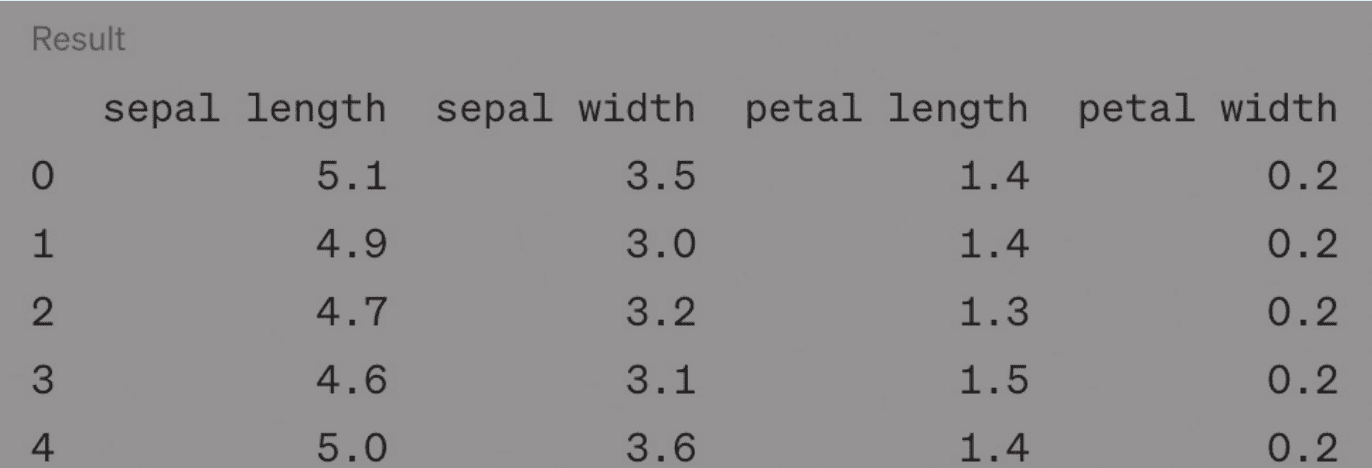 Result
sepal length sepal width petal length petal width
0 5.1 3.5 1.4 0.2
1 4.9 3.0 1.4 0.2
2 4.7 3.2 1.3 0.2
3 4.6 3.1 1.5 0.2
4 5.0 3.6 1.4 0.2